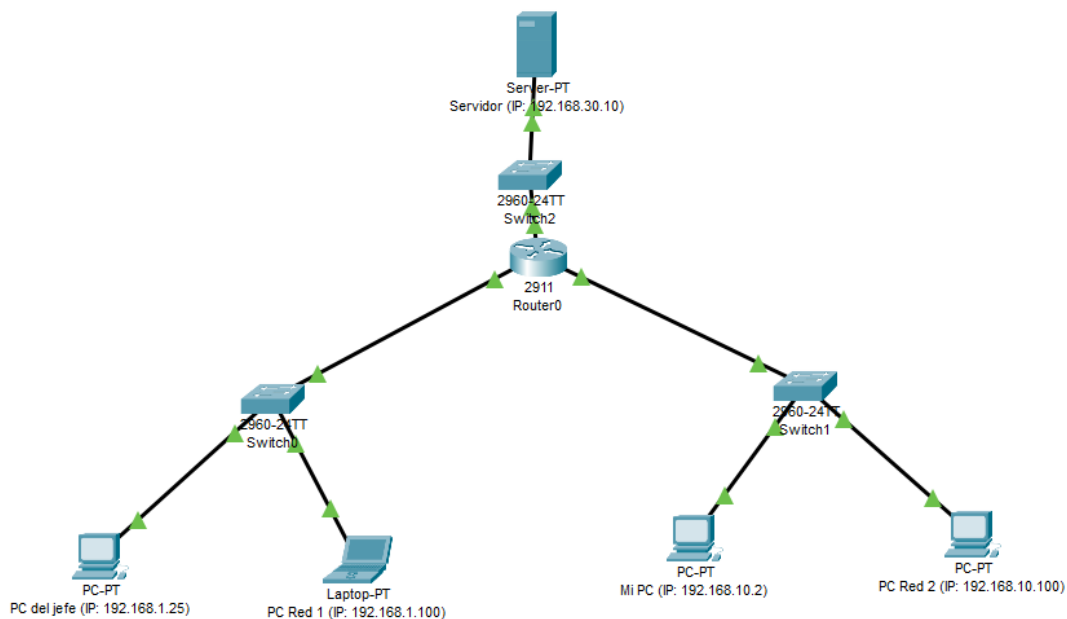 Server-PT
Servidor (IP: 192.168.30.10)
2960-24TT
Switch2
2911
Router0
2960-24TT
Switch0
2960-24TT
Switch1
PC-PT
PC del jefe (IP: 192.168.1.25)
Laptop-PT
PC Red 1 (IP: 192.168.1.100)
PC-PT
Mi PC (IP: 192.168.10.2)
PC-PT
PC Red 2 (IP: 192.168.10.100)